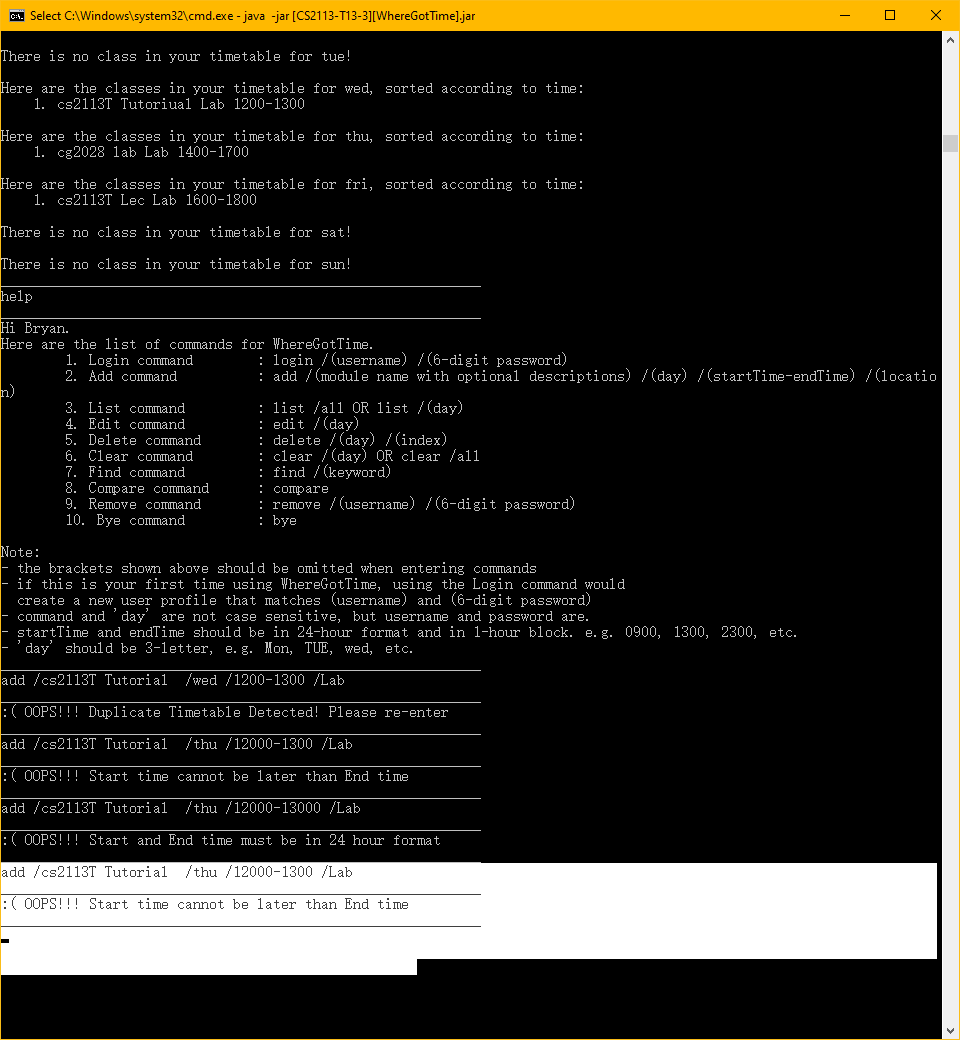 Select C:\Windows\system32\cmd.exe - java -jar [CS2113-T13-3][WhereGotTime].jar
There is no class in your timetable for tue!
Here are the classes in your timetable for wed, sorted according to time:
1. cs2113T Tutoriual Lab 1200-1300
Here are the classes in your timetable for thu, sorted according to time:
1. cg2028 lab Lab 1400-1700
Here are the classes in your timetable for fri, sorted according to time:
1. cs2113T Lec Lab 1600-1800
There is no class in your timetable for sat!
There is no class in your timetable for sun!
help
Hi Bryan.
Here are the list of commands for WhereGotTime.
1. Login command : login /(username) /(6-digit password)
2. Add command : add /(module name with optional descriptions) /(day) /(startTime-endTime) /(locatio
n)
3. List command : list /all OR list /(day)
4. Edit command : edit /(day)
5. Delete command : delete /(day) /(index)
6. Clear command : clear /(day) OR clear /all
7. Find command : find /(keyword)
8. Compare command : compare
9. Remove command : remove /(username) /(6-digit password)
10. Bye command : bye
Note:
- the brackets shown above should be omitted when entering commands
- if this is your first time using WhereGotTime, using the Login command would
create a new user profile that matches (username) and (6-digit password)
- command and 'day' are not case sensitive, but username and password are.
- startTime and endTime should be in 24-hour format and in 1-hour block. e.g. 0900, 1300, 2300, etc.
- 'day' should be 3-letter, e.g. Mon, TUE, wed, etc.
add /cs2113T Tutorial  /wed /1200-1300 /Lab
:( OOPS!!! Duplicate Timetable Detected! Please re-enter
add /cs2113T Tutorial  /thu /12000-1300 /Lab
:( OOPS!!! Start time cannot be later than End time
add /cs2113T Tutorial  /thu /12000-13000 /Lab
:( OOPS!!! Start and End time must be in 24 hour format
add /cs2113T Tutorial  /thu /12000-1300 /Lab
:( OOPS!!! Start time cannot be later than End time